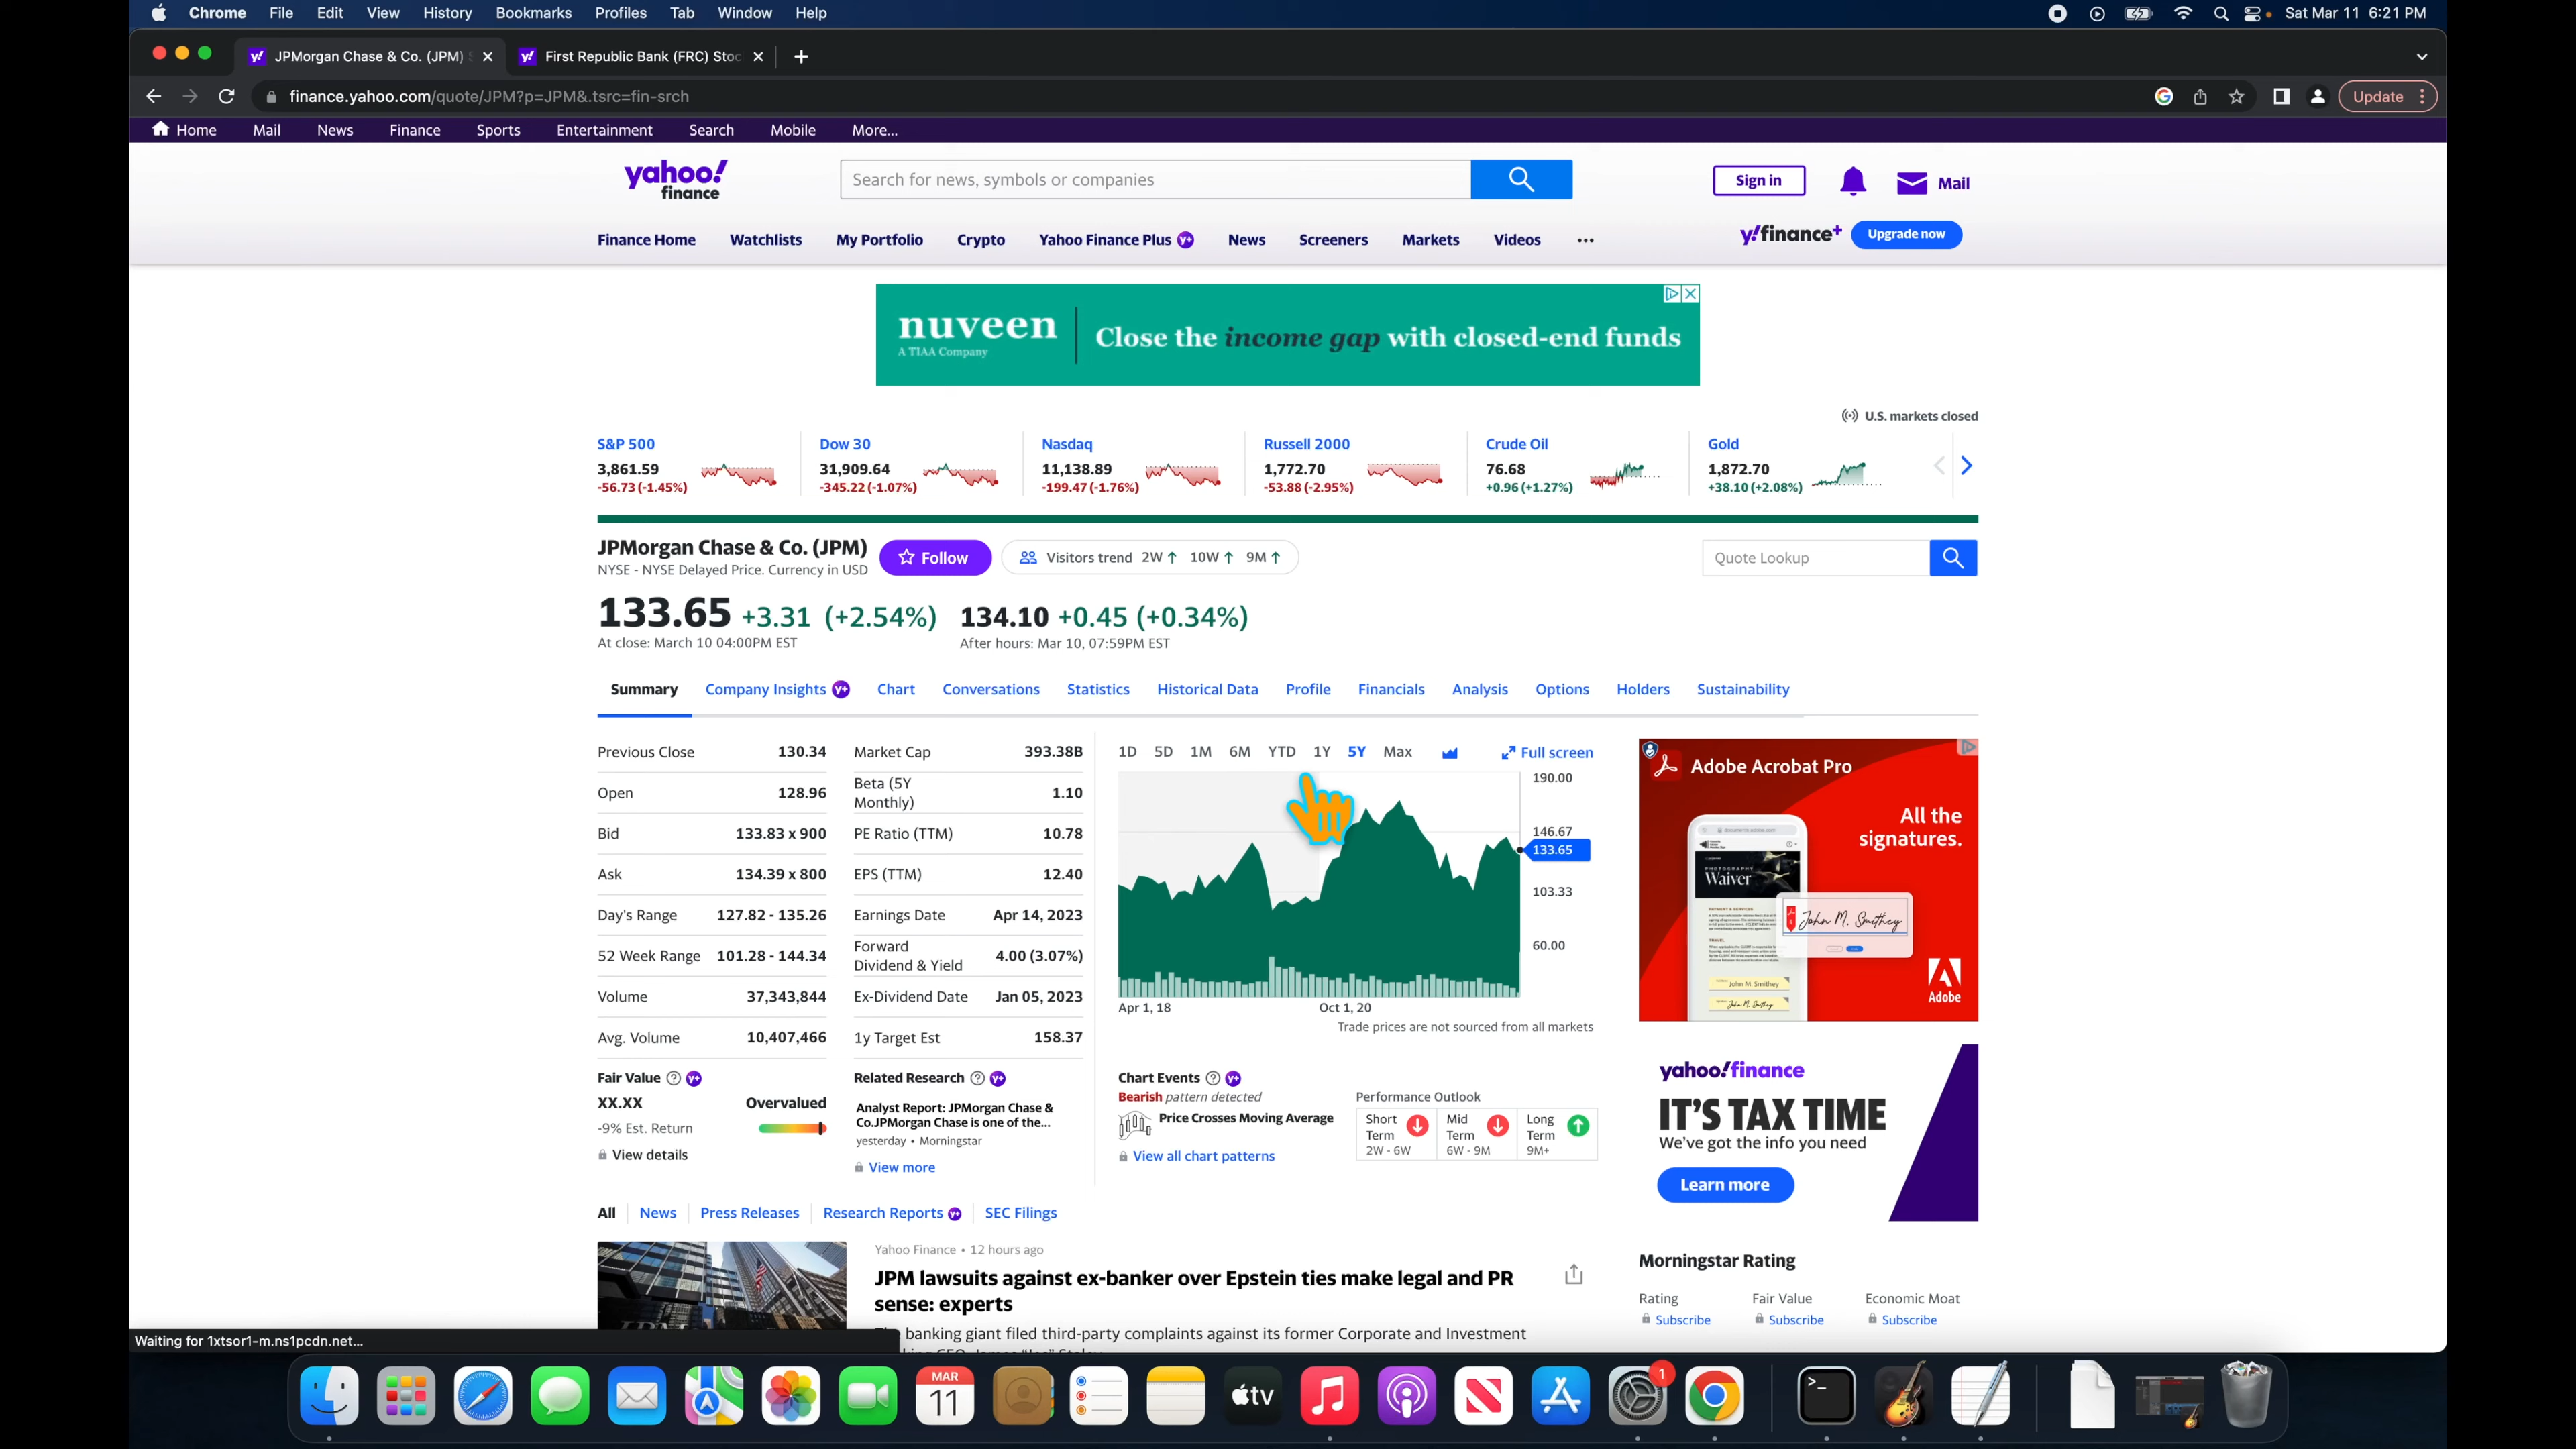 Chrome File Edit View History Bookmarks Profiles Tab Window Help
Sat Mar 11 6:21 PM
JPMorgan Chase & Co. (JPM) S
First Republic Bank (FRC) Stoc
finance.yahoo.com/quote/JPM?p=JPM&.tsrc=fin-srch
Update
Home Mail News Finance Sports Entertainment Search Mobile More...
yahoo!
finance
Search for news, symbols or companies
Sign in
Mail
Finance Home Watchlists My Portfolio Crypto Yahoo Finance Plus y+ News Screeners Markets Videos ...
y!finance+ Upgrade now
nuveen
A TIAA Company
Close the income gap with closed-end funds
U.S. markets closed
S&P 500
3,861.59
-56.73 (-1.45%)
Dow 30
31,909.64
-345.22 (-1.07%)
Nasdaq
11,138.89
-199.47 (-1.76%)
Russell 2000
1,772.70
-53.88 (-2.95%)
Crude Oil
76.68
+0.96 (+1.27%)
Gold
1,872.70
+38.10 (+2.08%)
JPMorgan Chase & Co. (JPM)
NYSE - NYSE Delayed Price. Currency in USD
Follow
Visitors trend 2W ↑ 10W ↑ 9M ↑
Quote Lookup
133.65 +3.31 (+2.54%)
At close: March 10 04:00PM EST
134.10 +0.45 (+0.34%)
After hours: Mar 10, 07:59PM EST
Summary Company Insights y+ Chart Conversations Statistics Historical Data Profile Financials Analysis Options Holders Sustainability
Previous Close 130.34
Open 128.96
Bid 133.83 x 900
Ask 134.39 x 800
Day's Range 127.82 - 135.26
52 Week Range 101.28 - 144.34
Volume 37,343,844
Avg. Volume 10,407,466
Market Cap 393.38B
Beta (5Y
Monthly) 1.10
PE Ratio (TTM) 10.78
EPS (TTM) 12.40
Earnings Date Apr 14, 2023
Forward
Dividend & Yield 4.00 (3.07%)
Ex-Dividend Date Jan 05, 2023
1y Target Est 158.37
1D 5D 1M 6M YTD 1Y 5Y Max
Full screen
190.00
146.67
133.65
103.33
60.00
Apr 1, 18
Oct 1, 20
Trade prices are not sourced from all markets
Fair Value y+
XX.XX Overvalued
-9% Est. Return
View details
Related Research y+
Analyst Report: JPMorgan Chase &
Co.JPMorgan Chase is one of the...
yesterday • Morningstar
View more
Chart Events y+
Bearish pattern detected
Price Crosses Moving Average
View all chart patterns
Performance Outlook
Short
Term
2W - 6W
Mid
Term
6W - 9M
Long
Term
9M+
Adobe Acrobat Pro
All the
signatures.
PHOTOGRAPHY
Waiver
John M. Smithey
John M. Smithey
Adobe
yahoo!finance
IT'S TAX TIME
We've got the info you need
Learn more
All News Press Releases Research Reports y+ SEC Filings
Yahoo Finance • 12 hours ago
JPM lawsuits against ex-banker over Epstein ties make legal and PR
sense: experts
banking giant filed third-party complaints against its former Corporate and Investment
Morningstar Rating
Rating
Subscribe
Fair Value
Subscribe
Economic Moat
Subscribe
Waiting for 1xtsor1-m.ns1pcdn.net...
MAR
11
tv
1